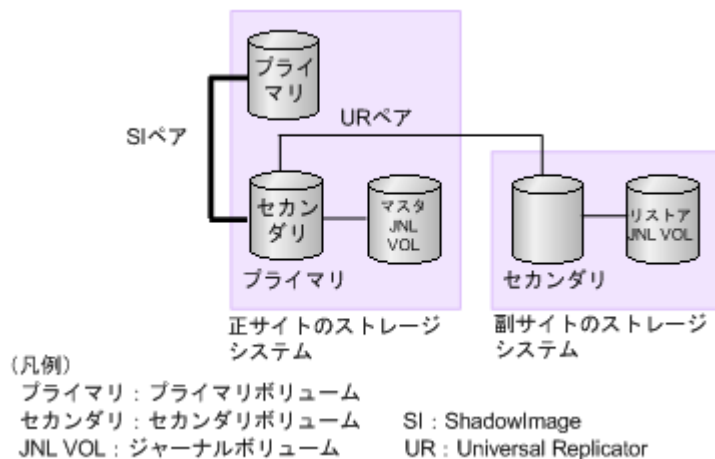 プライ
マリ
URペア
SIペア
セカン
ダリ
マスタ
JNL
VOL
リストア
JNL VOL
プライマリ
セカンダリ
正サイトのストレージ
システム
副サイトのストレージ
システム
(凡例)
プライマリ:プライマリボリューム
セカンダリ:セカンダリボリューム
SI:ShadowImage
JNL VOL:ジャーナルボリューム
UR:Universal Replicator